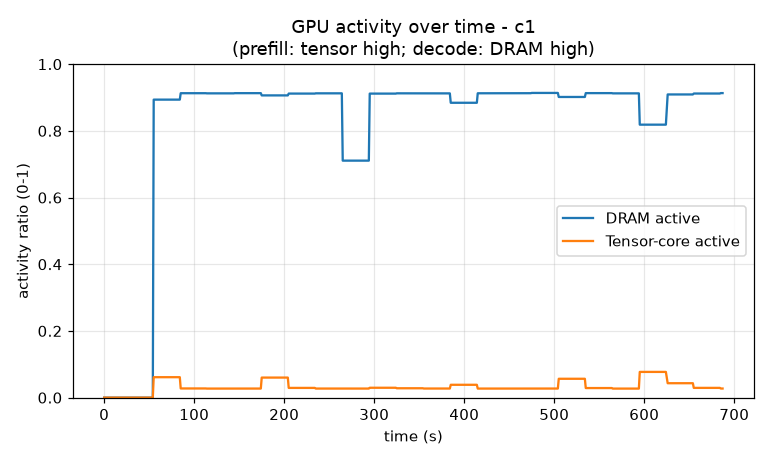 GPU activity over time - c1
(prefill: tensor high; decode: DRAM high)
1.0
0.8
0.6
0.4
0.2
0.0
activity ratio (0-1)
DRAM active
Tensor-core active
0
100
200
300
400
500
600
700
time (s)